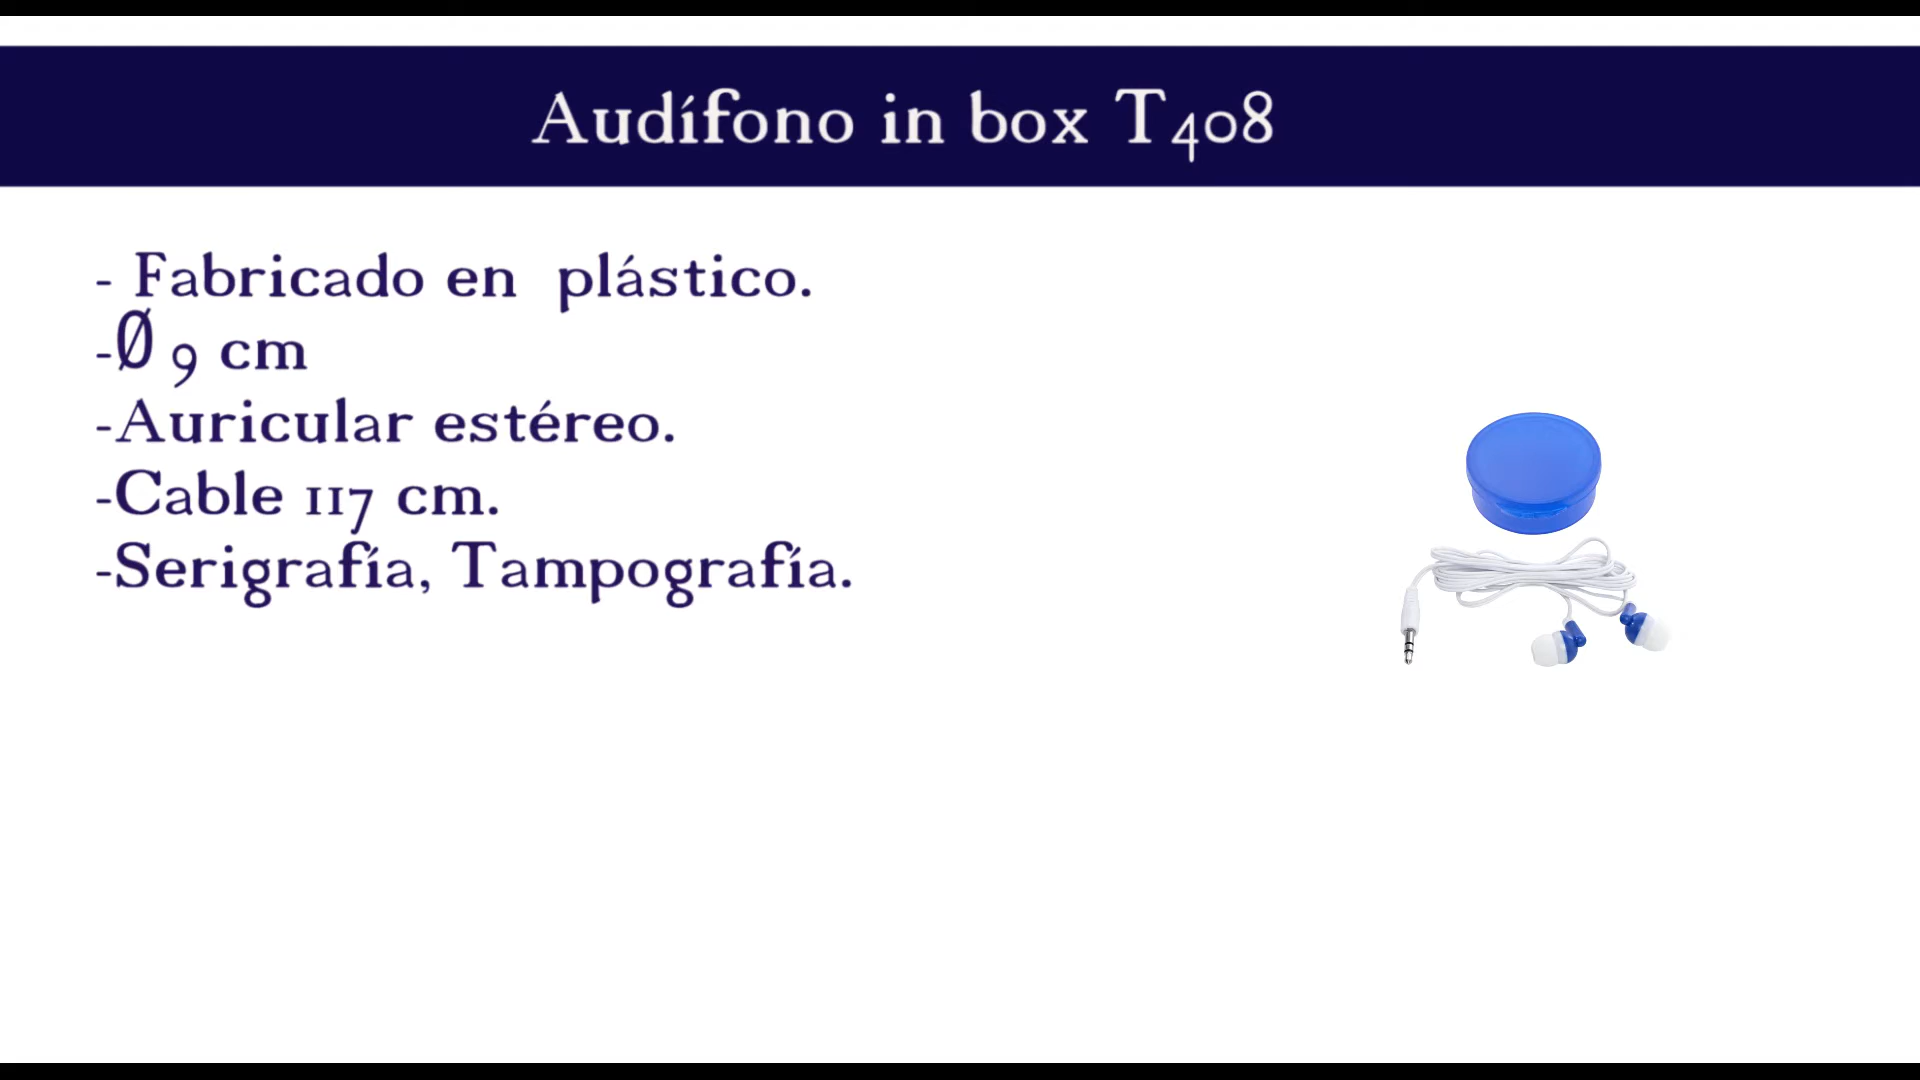 Audífono in box T408
- Fabricado en plástico.
-Ø 9 cm
-Auricular estéreo.
-Cable 117 cm.
-Serigrafía, Tampografía.